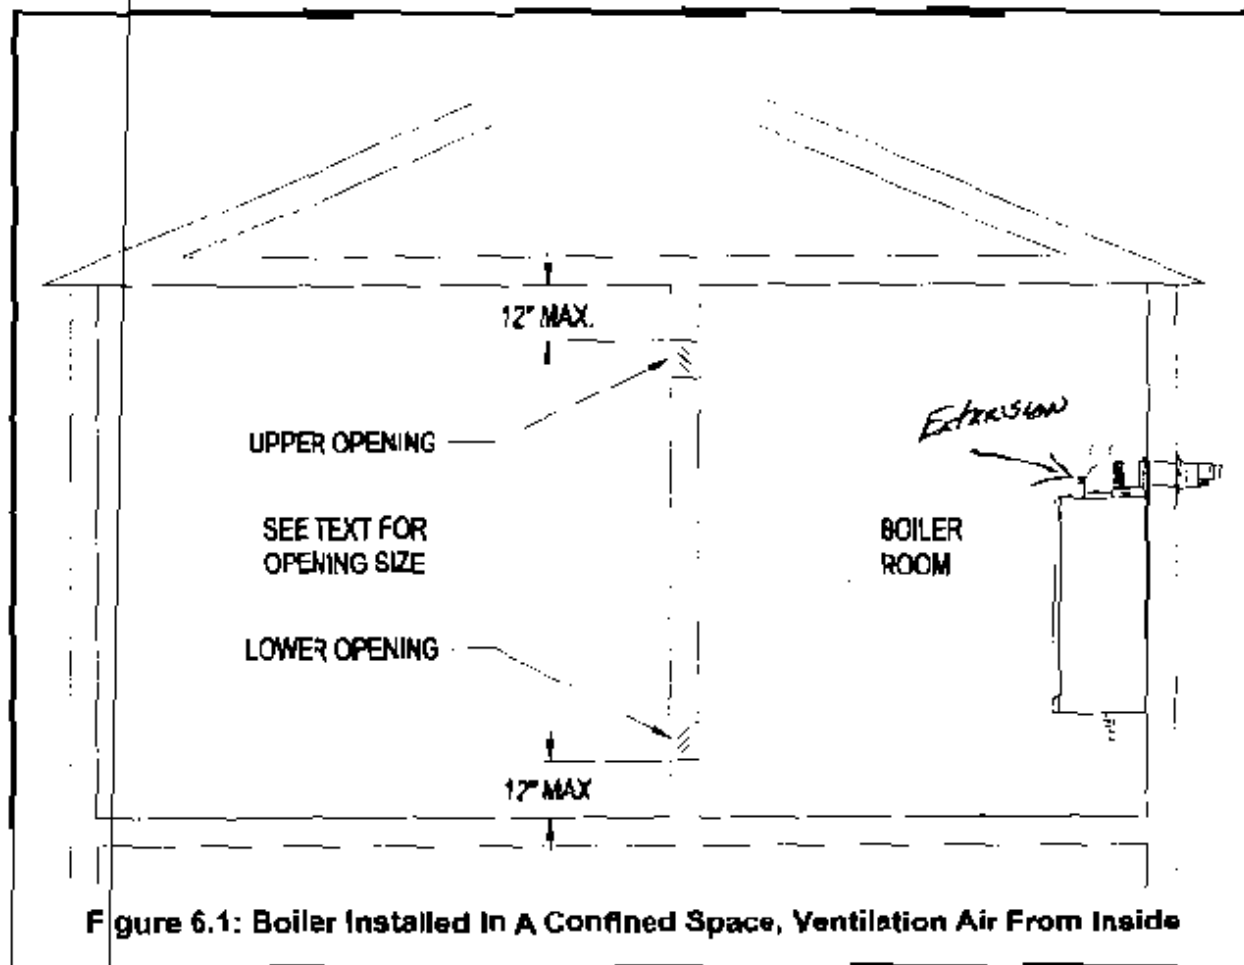 12" MAX.
UPPER OPENING
Extension
SEE TEXT FOR
OPENING SIZE
BOILER
ROOM
LOWER OPENING
12" MAX
Figure 6.1: Boiler Installed In A Confined Space, Ventilation Air From Inside